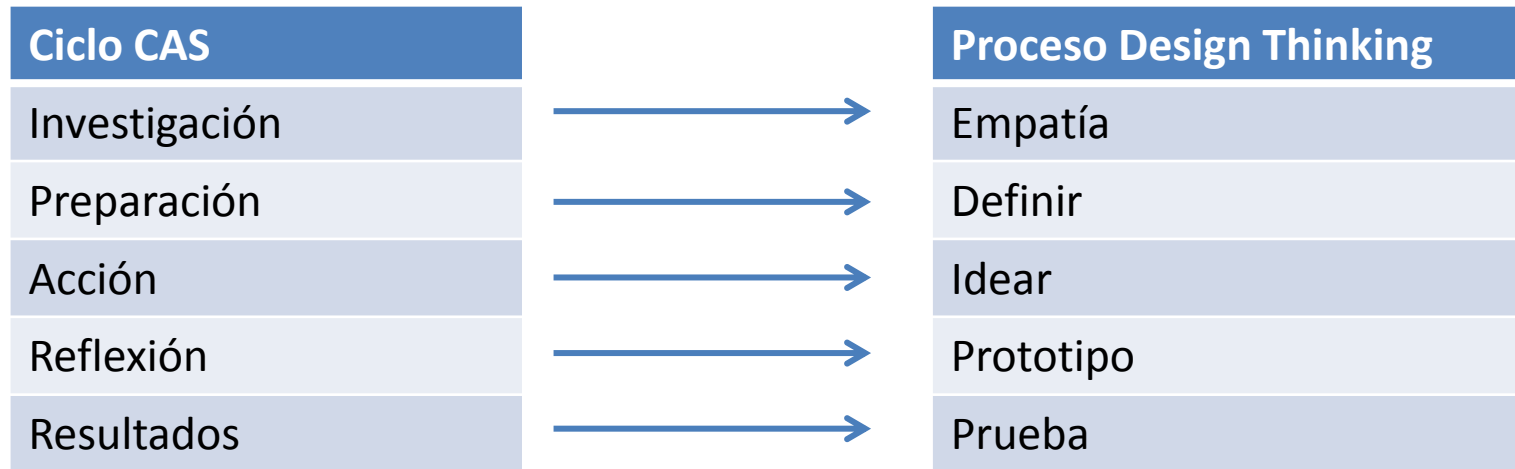 Ciclo CAS
Proceso Design Thinking
Investigación
Empatía
Preparación
Definir
Acción
Idear
Reflexión
Prototipo
Resultados
Prueba